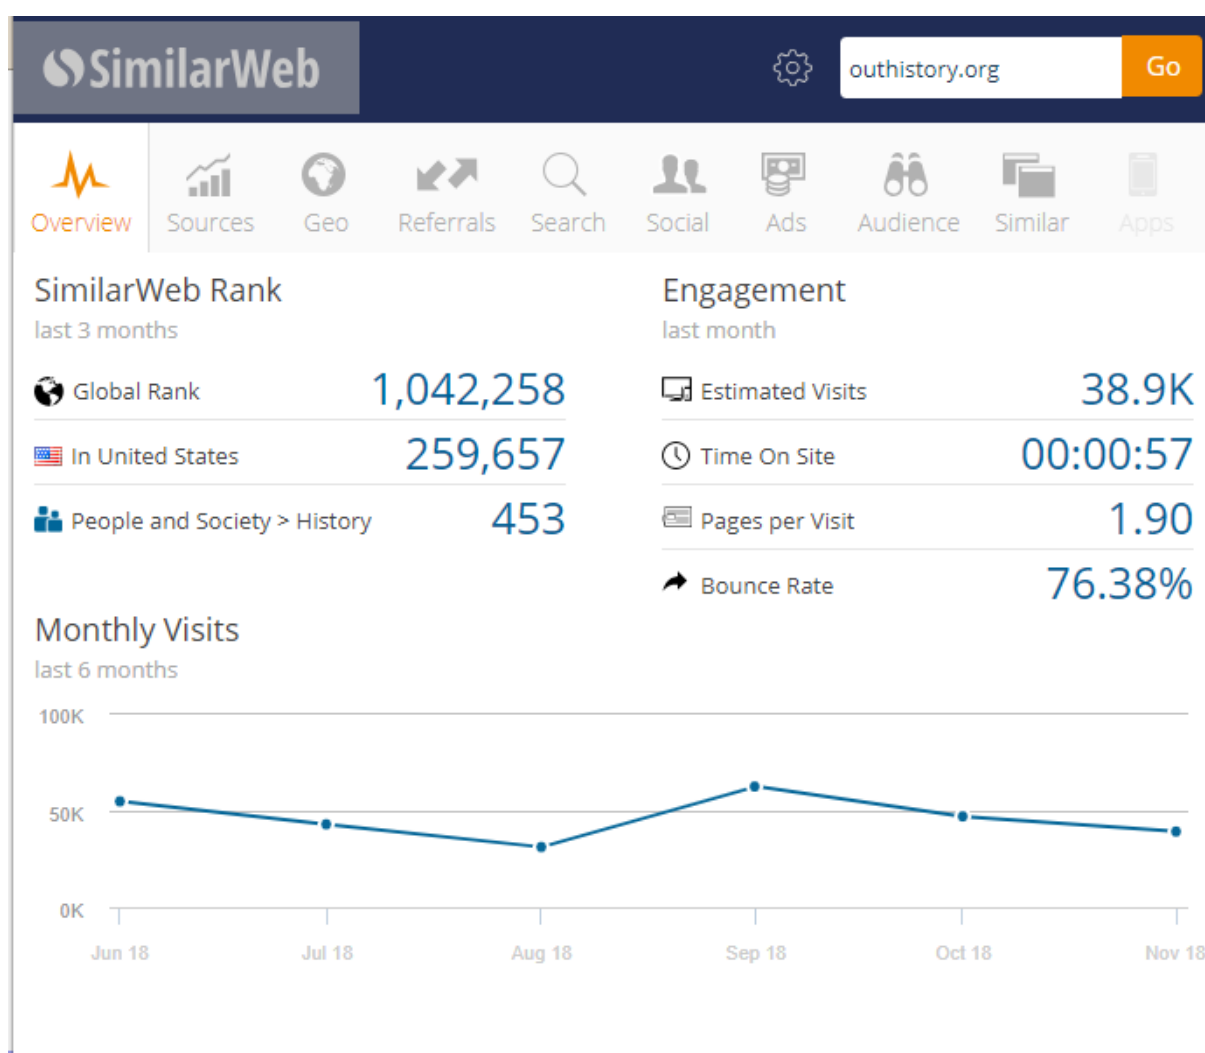 SimilarWeb
outhistory.org
Go
Overview
Sources
Geo
Referrals
Search
Social
Ads
Audience
Similar
Apps
SimilarWeb Rank
last 3 months
Global Rank 1,042,258
In United States 259,657
People and Society > History 453
Engagement
last month
Estimated Visits 38.9K
Time On Site 00:00:57
Pages per Visit 1.90
Bounce Rate 76.38%
Monthly Visits
last 6 months
100K
50K
0K
Jun 18
Jul 18
Aug 18
Sep 18
Oct 18
Nov 18